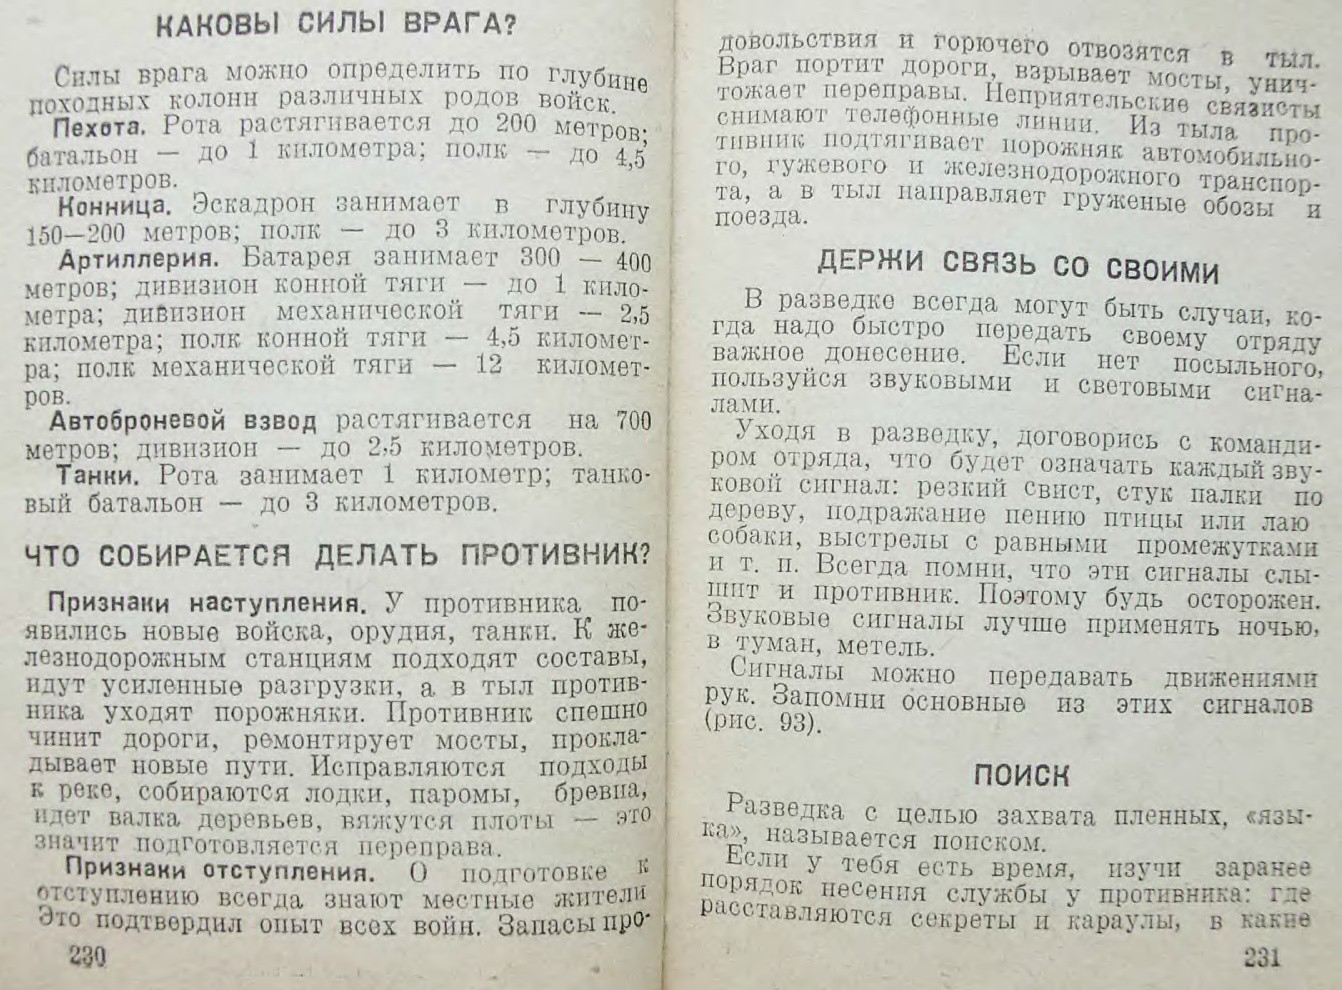 КАКОВЫ СИЛЫ ВРАГА?
Силы врага можно определить по глубине
походных колонн различных родов войск.
Пехота. Рота растягивается до 200 метров;
батальон — до 1 километра; полк — до 4,5
километров.
Конница. Эскадрон занимает в глубину
150—200 метров; полк — до 3 километров.
Артиллерия. Батарея занимает 300 — 400
метров; дивизион конной тяги — до 1 кило-
метра; дивизион механической тяги — 2,5
километра; полк конной тяги — 4,5 километ-
ра; полк механической тяги — 12 километ-
ров.
Автоброневой взвод растягивается на 700
метров; дивизион — до 2,5 километров.
Танки. Рота занимает 1 километр; танко-
вый батальон — до 3 километров.
ЧТО СОБИРАЕТСЯ ДЕЛАТЬ ПРОТИВНИК?
Признаки наступления. У противника по-
явились новые войска, орудия, танки. К же-
лезнодорожным станциям подходят составы,
идут усиленные разгрузки, а в тыл против-
ника уходят порожняки. Противник спешно
чинит дороги, ремонтирует мосты, прокла-
дывает новые пути. Исправляются подходы
к реке, собираются лодки, паромы, бревна,
идет валка деревьев, вяжутся плоты — это
значит подготовляется переправа.
Признаки отступления. О подготовке к
отступлению всегда знают местные жители
Это подтвердил опыт всех войн. Запасы про-
230
довольствия и горючего отвозятся в тыл.
Враг портит дороги, взрывает мосты, унич-
тожает переправы. Неприятельские связисты
снимают телефонные линии. Из тыла про-
тивник подтягивает порожняк автомобильно-
го, гужевого и железнодорожного транспор-
та, а в тыл направляет груженые обозы и
поезда.
ДЕРЖИ СВЯЗЬ СО СВОИМИ
В разведке всегда могут быть случаи, ко-
гда надо быстро передать своему отряду
важное донесение. Если нет посыльного,
пользуйся звуковыми и световыми сигна-
лами.
Уходя в разведку, договорись с команди-
ром отряда, что будет означать каждый зву-
ковой сигнал: резкий свист, стук палки по
дереву, подражание пению птицы или лаю
собаки, выстрелы с равными промежутками
и т. п. Всегда помни, что эти сигналы слы-
шит и противник. Поэтому будь осторожен.
Звуковые сигналы лучше применять ночью,
в туман, метель.
Сигналы можно передавать движениями
рук. Запомни основные из этих сигналов
(рис. 93).
ПОИСК
Разведка с целью захвата пленных, «язы-
ка», называется поиском.
Если у тебя есть время, изучи заранее
порядок несения службы у противника: где
расставляются секреты и караулы, в какие
231